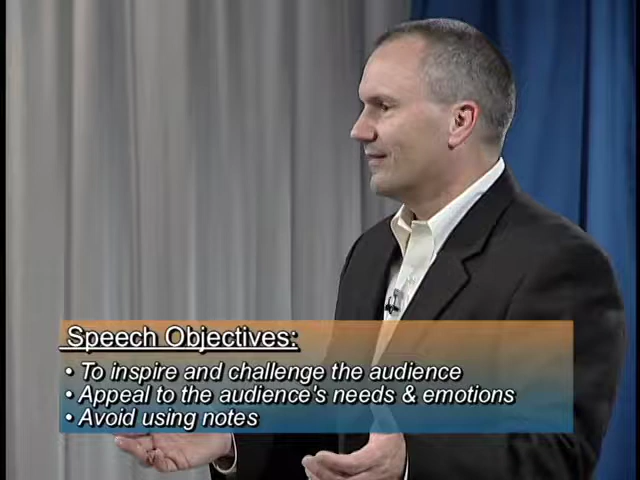 Speech Objectives:
• To inspire and challenge the audience
• Appeal to the audience's needs & emotions
• Avoid using notes